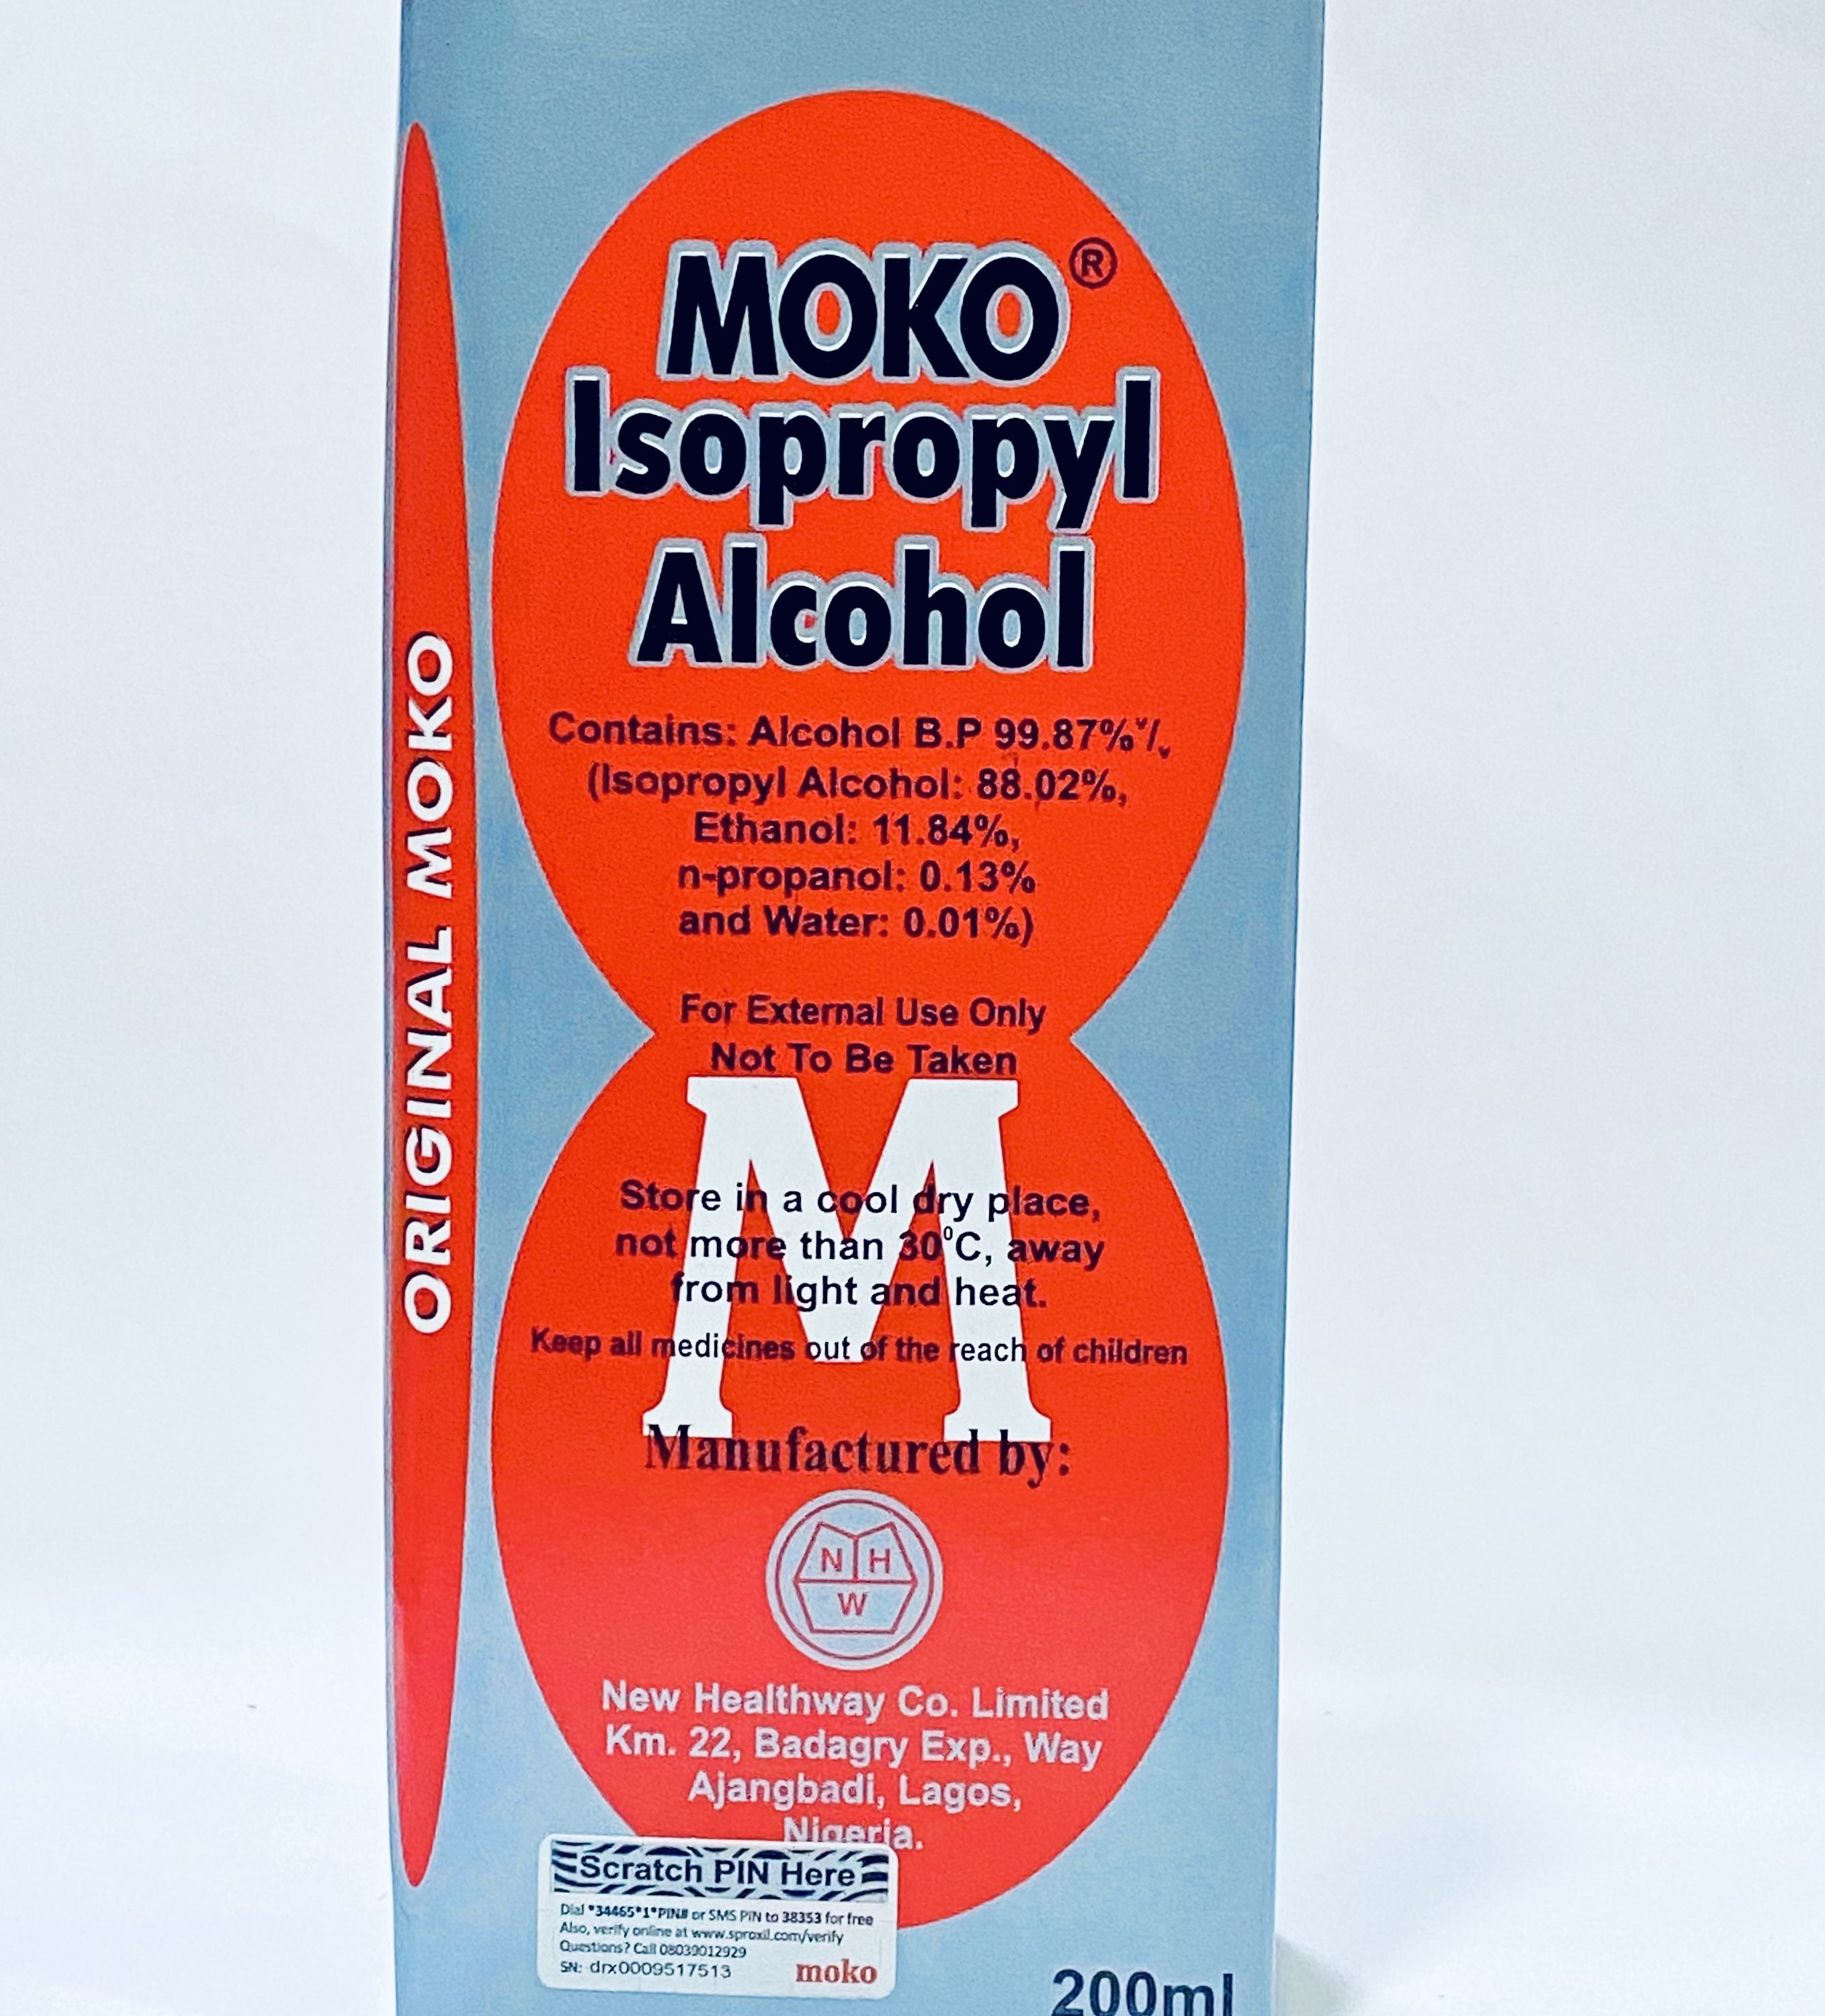 ORIGINAL MOKO
MOKO®
Isopropyl
Alcohol
Contains: Alcohol B.P 99.87%v/v
(Isopropyl Alcohol: 88.02%,
Ethanol: 11.84%,
n-propanol: 0.13%
and Water: 0.01%)
For External Use Only
Not To Be Taken
M
Store in a cool dry place,
not more than 30⁰C, away
from light and heat.
Keep all medicines out of the reach of children
Manufactured by:
N H
W
New Healthway Co. Limited
Km. 22, Badagry Exp., Way
Ajangbadi, Lagos,
Nigeria.
Scratch PIN Here
Dial *34465*1*PIN# or SMS PIN to 38353 for free
Also, verify online at www.sproxil.com/verify
Questions? Call 08039012929
SN: drx0009517513
moko
200ml